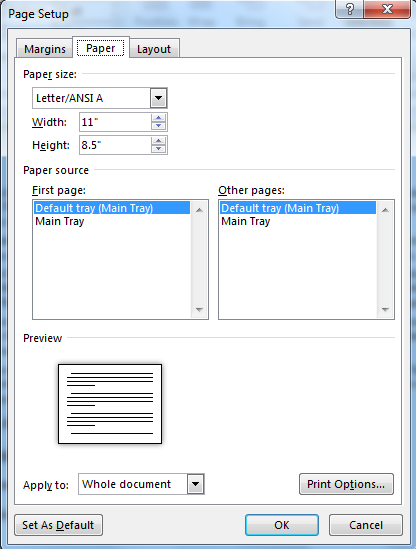 Page Setup
Margins Paper Layout
Paper size:
Letter/ANSI A
Width: 11"
Height: 8.5"
Paper source
First page: Other pages:
Default tray (Main Tray) Default tray (Main Tray)
Main Tray Main Tray
Preview
Apply to: Whole document Print Options...
Set As Default OK Cancel